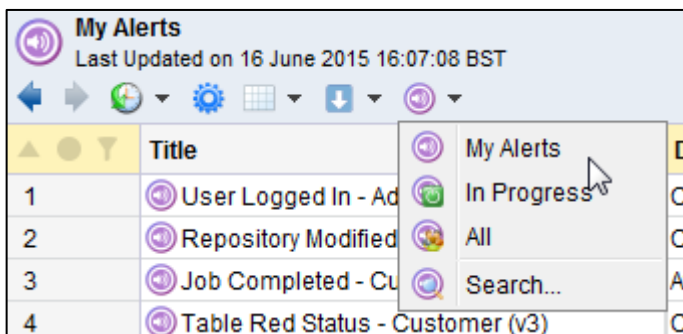 My Alerts
Last Updated on 16 June 2015 16:07:08 BST
Title
My Alerts
In Progress
All
Search...
1 User Logged In - Ad
2 Repository Modified
3 Job Completed - Cu
4 Table Red Status - Customer (v3)